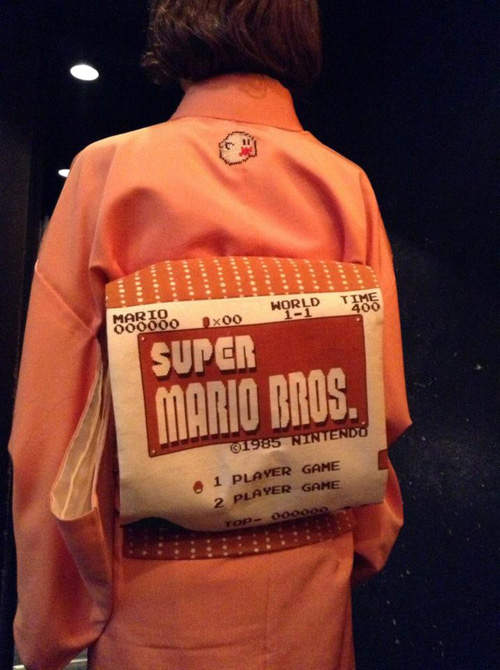 MARIO WORLD TIME
000000 ×00 1-1 400
SUPER
MARIO BROS.
©1985 NINTENDO
1 PLAYER GAME
2 PLAYER GAME
TOP- 000000